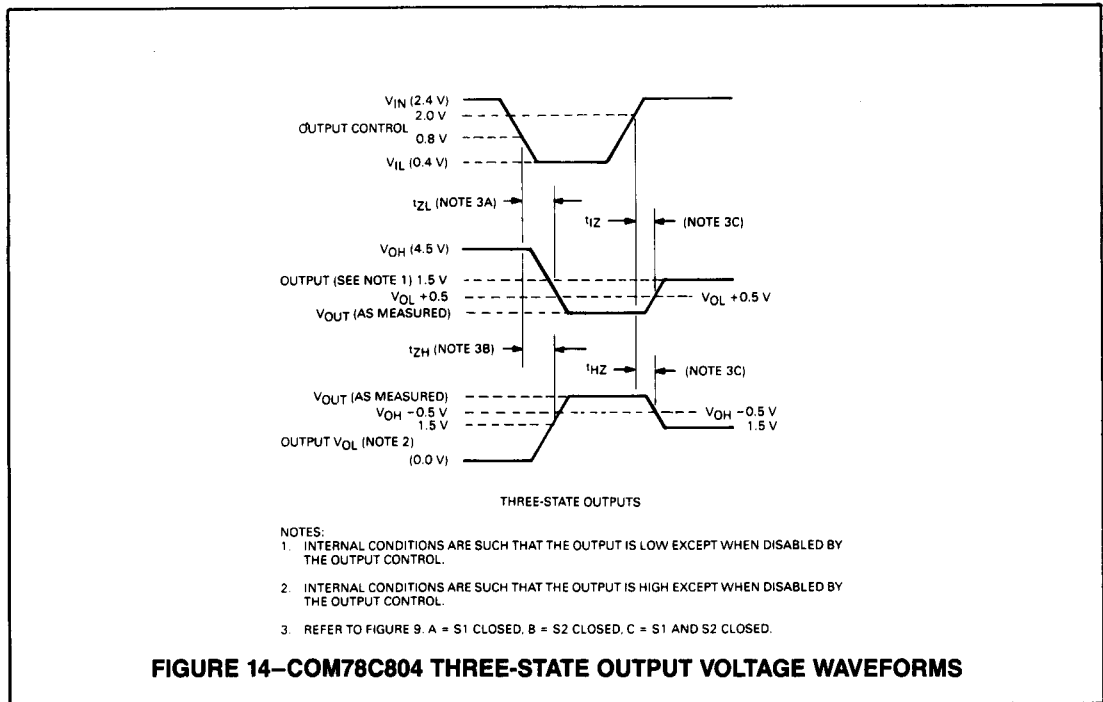 VIN (2.4 V)
2.0 V
OUTPUT CONTROL
0.8 V
VIL (0.4 V)
tZL (NOTE 3A)
tIZ (NOTE 3C)
VOH (4.5 V)
OUTPUT (SEE NOTE 1) 1.5 V
VOL +0.5 VOL +0.5 V
VOUT (AS MEASURED)
tZH (NOTE 3B)
tHZ (NOTE 3C)
VOUT (AS MEASURED)
VOH −0.5 V VOH −0.5 V
1.5 V 1.5 V
OUTPUT VOL (NOTE 2)
(0.0 V)
THREE-STATE OUTPUTS
NOTES:
1. INTERNAL CONDITIONS ARE SUCH THAT THE OUTPUT IS LOW EXCEPT WHEN DISABLED BY
THE OUTPUT CONTROL.
2. INTERNAL CONDITIONS ARE SUCH THAT THE OUTPUT IS HIGH EXCEPT WHEN DISABLED BY
THE OUTPUT CONTROL.
3. REFER TO FIGURE 9. A = S1 CLOSED, B = S2 CLOSED, C = S1 AND S2 CLOSED.
FIGURE 14–COM78C804 THREE-STATE OUTPUT VOLTAGE WAVEFORMS